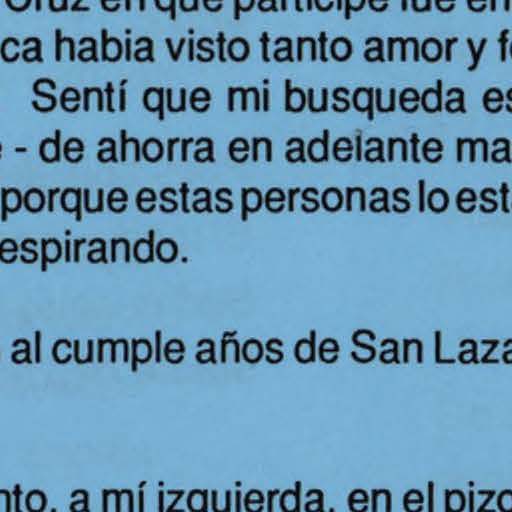 Cruz en que participe fue en
ca habia visto tanto amor y f
Sentí que mi busqueda es
- de ahorra en adelante ma
porque estas personas lo est
espirando.
al cumple años de San Laza
nto, a mí izquierda, en el pizo